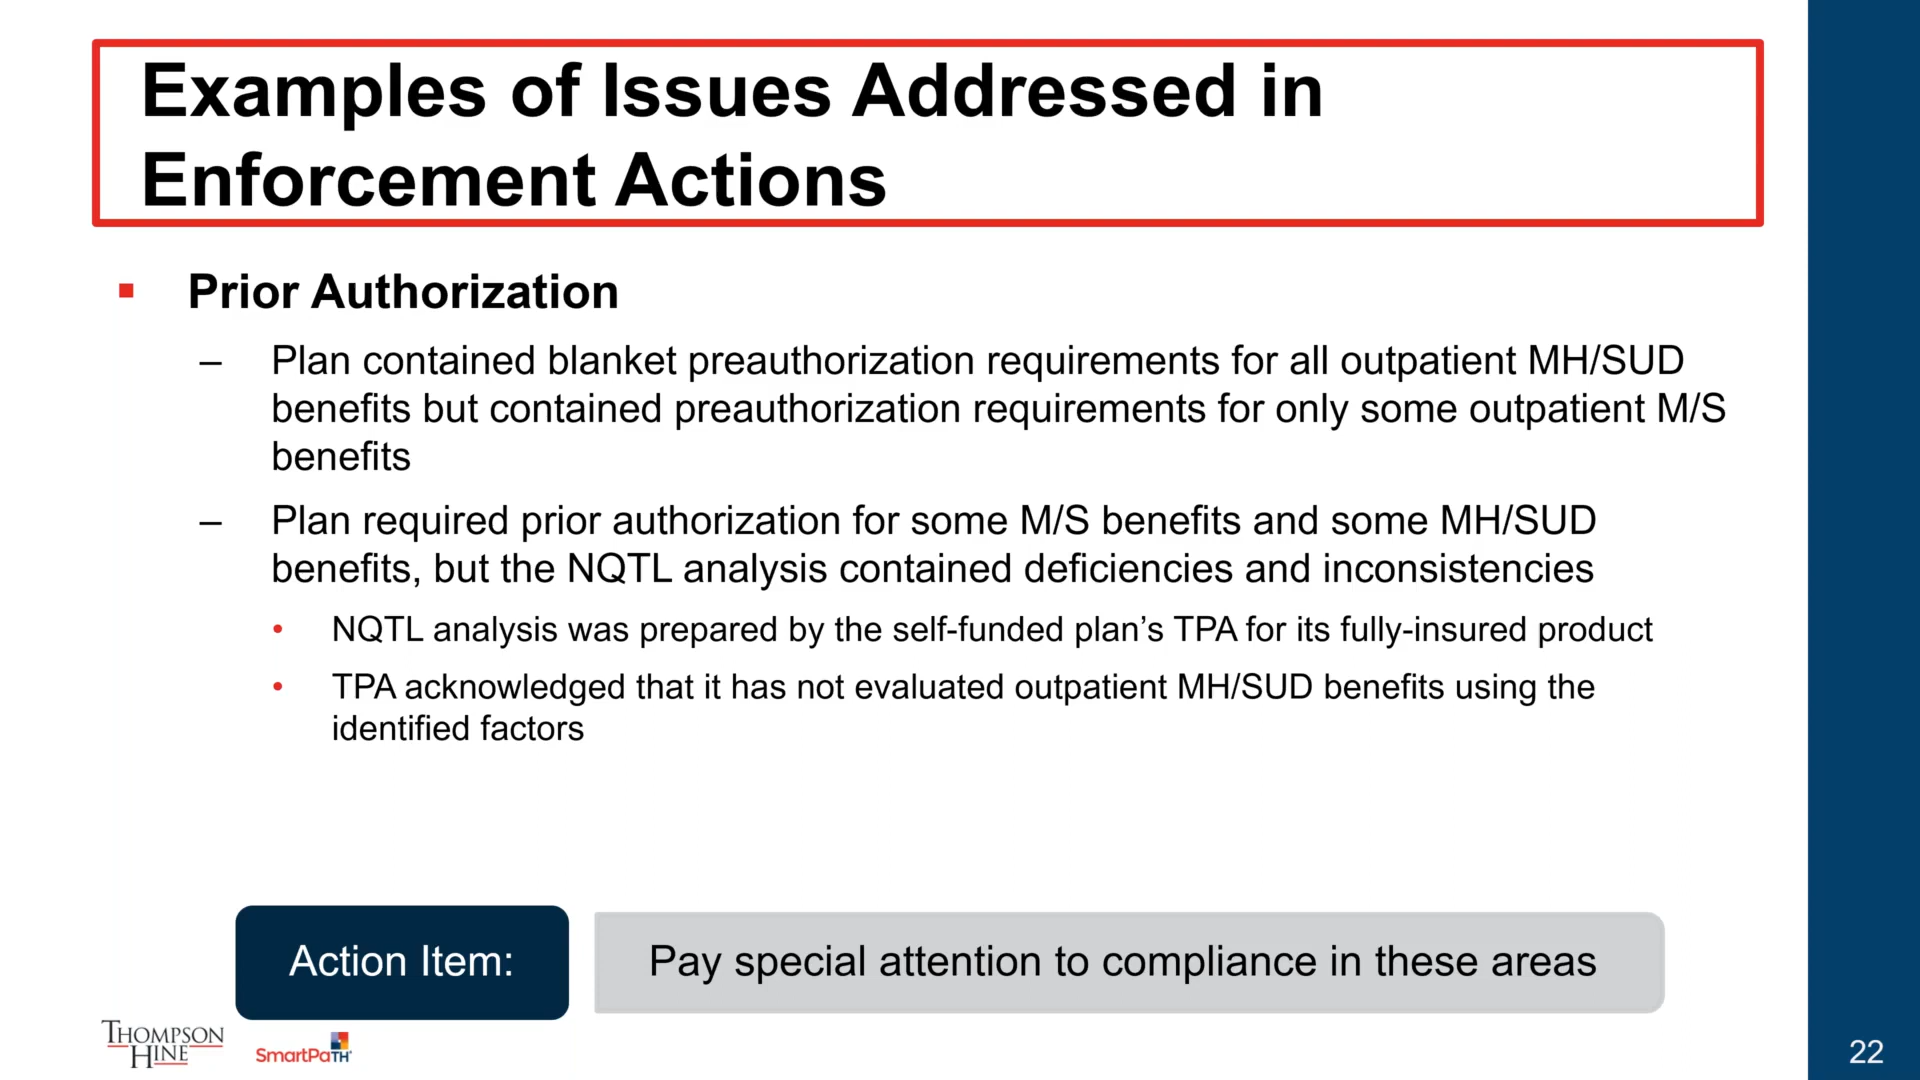 Examples of Issues Addressed in
Enforcement Actions
▪ Prior Authorization
– Plan contained blanket preauthorization requirements for all outpatient MH/SUD
benefits but contained preauthorization requirements for only some outpatient M/S
benefits
– Plan required prior authorization for some M/S benefits and some MH/SUD
benefits, but the NQTL analysis contained deficiencies and inconsistencies
• NQTL analysis was prepared by the self-funded plan’s TPA for its fully-insured product
• TPA acknowledged that it has not evaluated outpatient MH/SUD benefits using the
identified factors
Action Item:
Pay special attention to compliance in these areas
THOMPSON
HINE
SmartPaTH
22